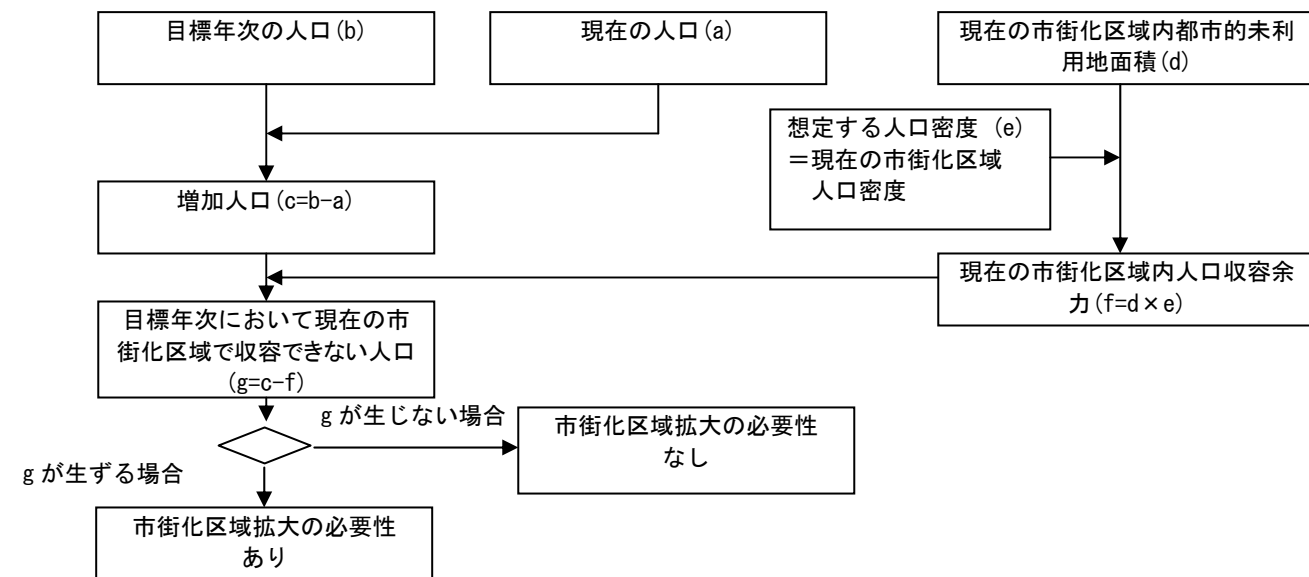 目標年次の人口(b)
現在の人口(a)
現在の市街化区域内都市的未利
用地面積(d)
想定する人口密度 (e)
＝現在の市街化区域
人口密度
増加人口(c=b-a)
現在の市街化区域内人口収容余
力(f=d×e)
目標年次において現在の市
街化区域で収容できない人口
(g=c-f)
g が生じない場合
市街化区域拡大の必要性
なし
g が生ずる場合
市街化区域拡大の必要性
あり